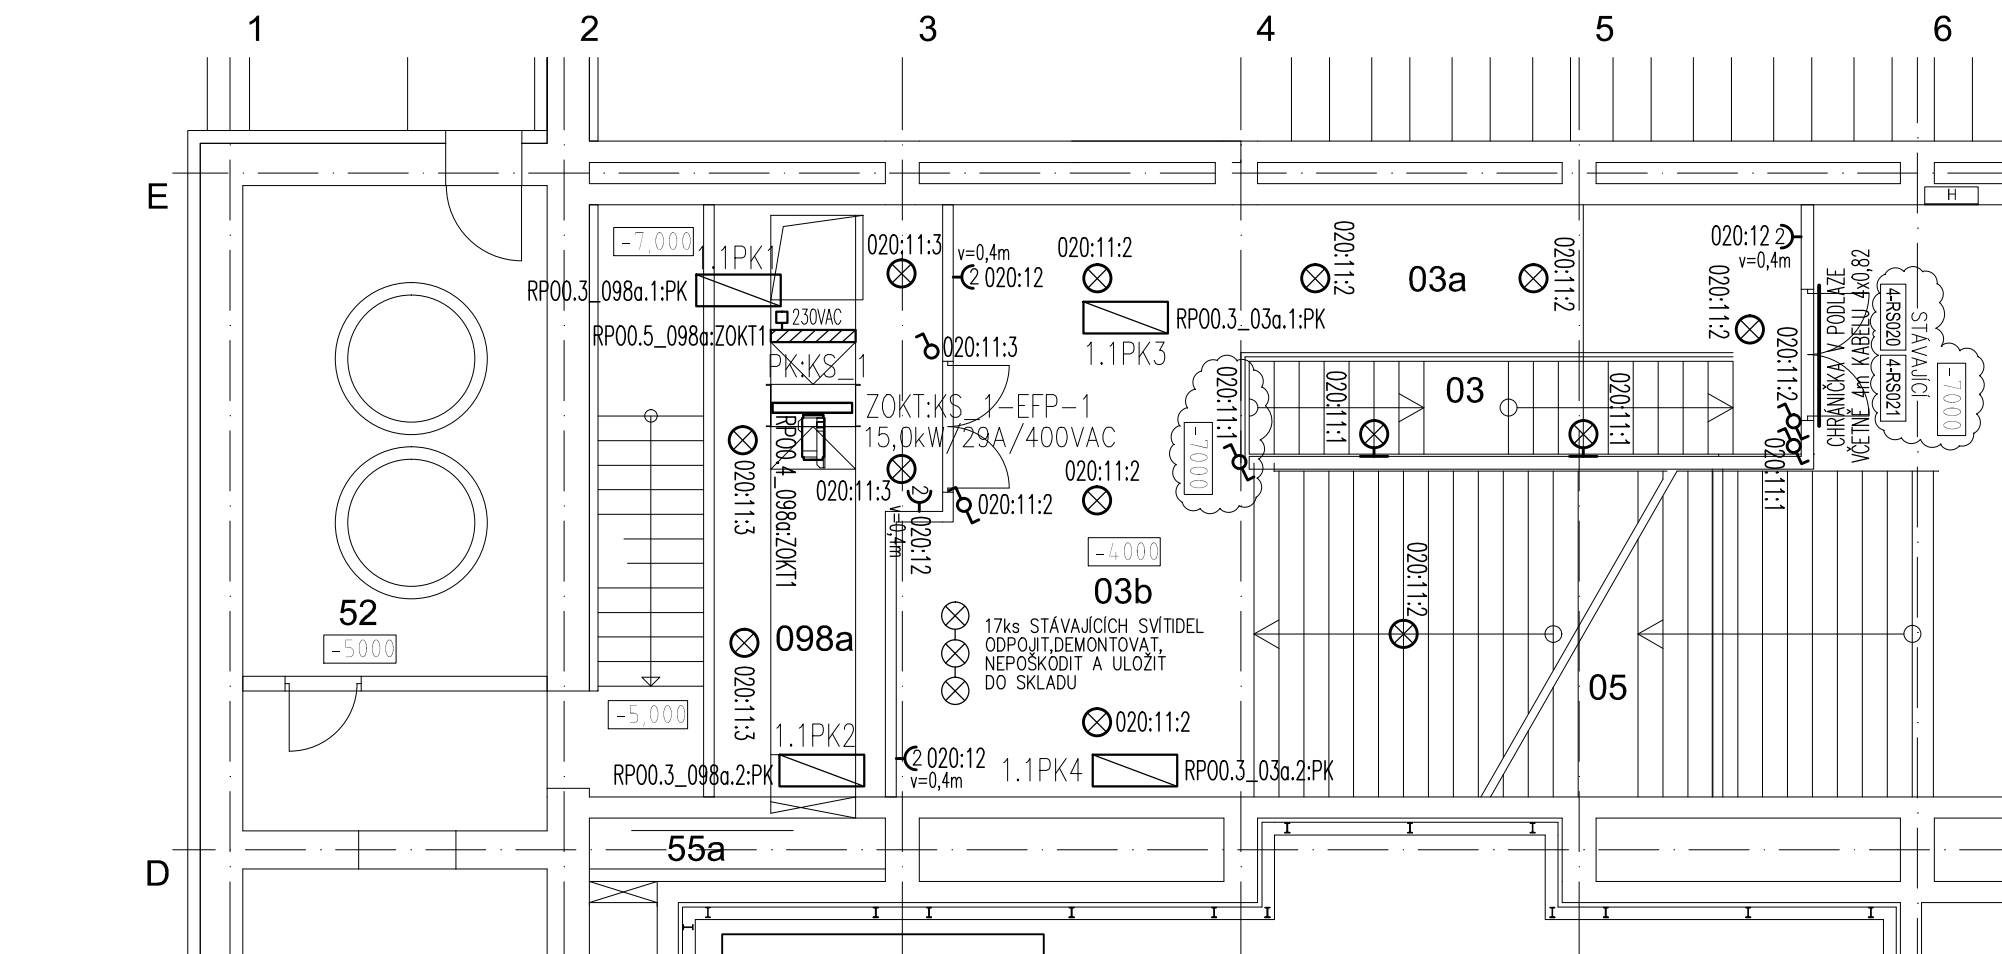 1
2
3
4
5
6
E
H
-7,000
1.1PK1
RP00.3_098a.1:PK
230VAC
RP00.5_098a:ZOKT1
PK:KS_1
020:11:3
v=0,4m
2 020:12
020:11:3
020:11:2
RP00.3_03a.1:PK
1.1PK3
020:11:2
03a
020:11:2
020:12 2
v=0,4m
020:11:2
020:11:2
CHRÁNIČKA V PODLAZE
VČETNĚ 4m KABELU 4x0,82
4-RS020
4-RS021
STÁVAJÍCÍ
-7000
ZOKT:KS_1-EFP-1
15,0kW/29A/400VAC
RP00.4_098a:ZOKT1
020:11:3
020:11:3
2
020:12
v=0,4m
020:11:2
020:11:2
020:11:1
-7000
020:11:1
03
020:11:1
020:11:1
-4000
03b
020:11:2
17ks STÁVAJÍCÍCH SVÍTIDEL
ODPOJIT,DEMONTOVAT,
NEPOŠKODIT A ULOŽIT
DO SKLADU
52
-5000
098a
020:11:3
05
-5,000
1.1PK2
RP00.3_098a.2:PK
2 020:12
v=0,4m
020:11:2
1.1PK4
RP00.3_03a.2:PK
55a
D